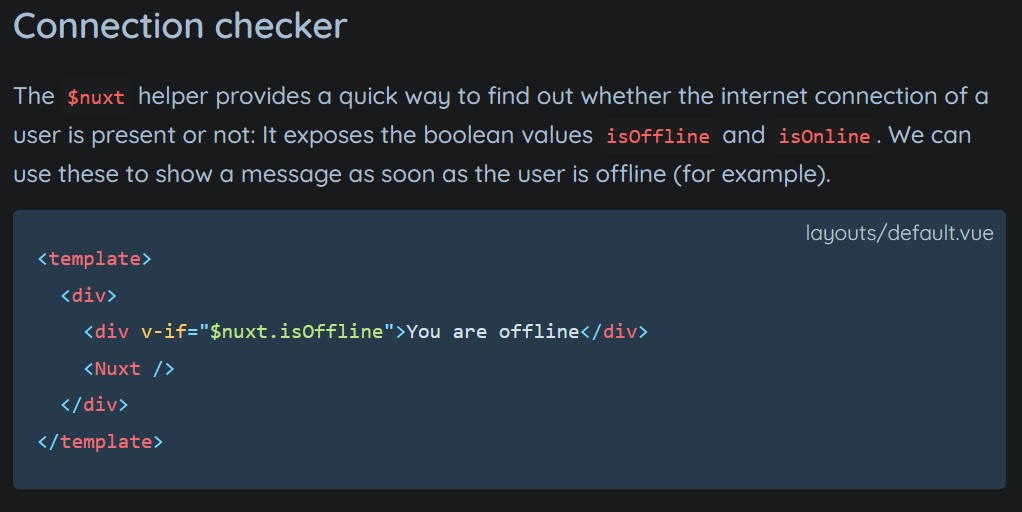 Connection checker
The $nuxt helper provides a quick way to find out whether the internet connection of a
user is present or not: It exposes the boolean values isOffline and isOnline. We can
use these to show a message as soon as the user is offline (for example).
layouts/default.vue
<template>
  <div>
    <div v-if="$nuxt.isOffline">You are offline</div>
    <Nuxt />
  </div>
</template>